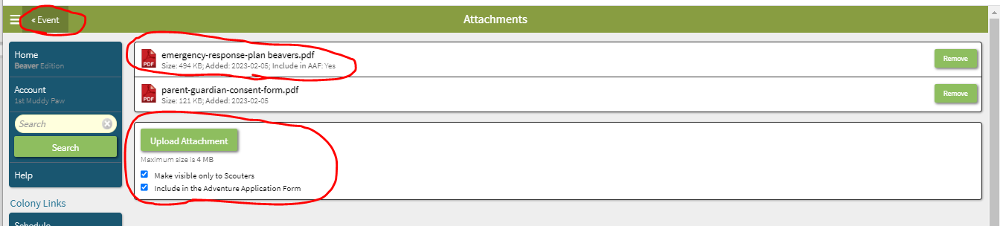 « Event
Attachments
Home
Beaver Edition
Account
1st Muddy Paw
Search
Search
Help
Colony Links
Schedule
PDF
emergency-response-plan beavers.pdf
Size: 494 KB; Added: 2023-02-05; Include in AAF: Yes
Remove
PDF
parent-guardian-consent-form.pdf
Size: 121 KB; Added: 2023-02-05
Remove
Upload Attachment
Maximum size is 4 MB
Make visible only to Scouters
Include in the Adventure Application Form